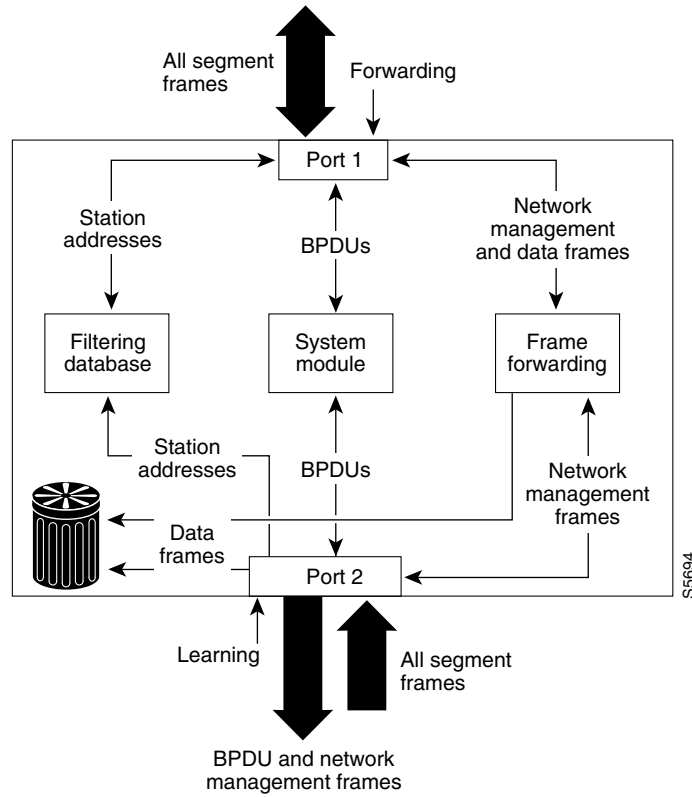 All segment
frames
Forwarding
Port 1
Station
addresses
BPDUs
Network
management
and data frames
Filtering
database
System
module
Frame
forwarding
Station
addresses
BPDUs
Network
management
frames
Data
frames
Port 2
S5694
Learning
All segment
frames
BPDU and network
management frames